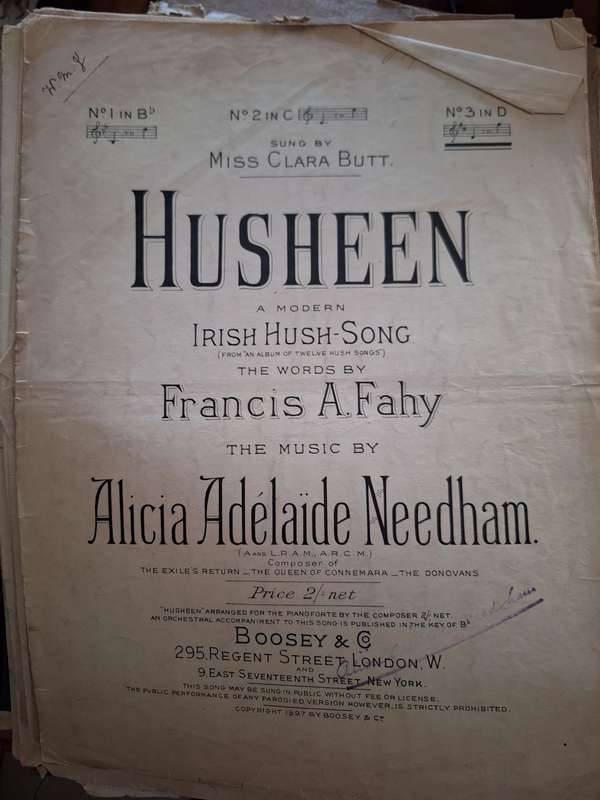 W.M.Y
Nº 1 IN B♭
Nº 2 IN C
Nº 3 IN D
SUNG BY
MISS CLARA BUTT.
HUSHEEN
A MODERN
IRISH HUSH-SONG
(FROM "AN ALBUM OF TWELVE HUSH SONGS")
THE WORDS BY
Francis A. Fahy
THE MUSIC BY
Alicia Adélaïde Needham.
(A AND L.R.A.M., A.R.C.M.)
Composer of
THE EXILE'S RETURN _ THE QUEEN OF CONNEMARA _ THE DONOVANS
Price 2/- net
"HUSHEEN" ARRANGED FOR THE PIANOFORTE BY THE COMPOSER 2/- NET.
AN ORCHESTRAL ACCOMPANIMENT TO THIS SONG IS PUBLISHED IN THE KEY OF B♭
BOOSEY & Co
295, REGENT STREET, LONDON, W.
AND
9, EAST SEVENTEENTH STREET, NEW YORK.
THIS SONG MAY BE SUNG IN PUBLIC WITHOUT FEE OR LICENSE.
THE PUBLIC PERFORMANCE OF ANY PARODIED VERSION HOWEVER, IS STRICTLY PROHIBITED.
COPYRIGHT 1897 BY BOOSEY & Co